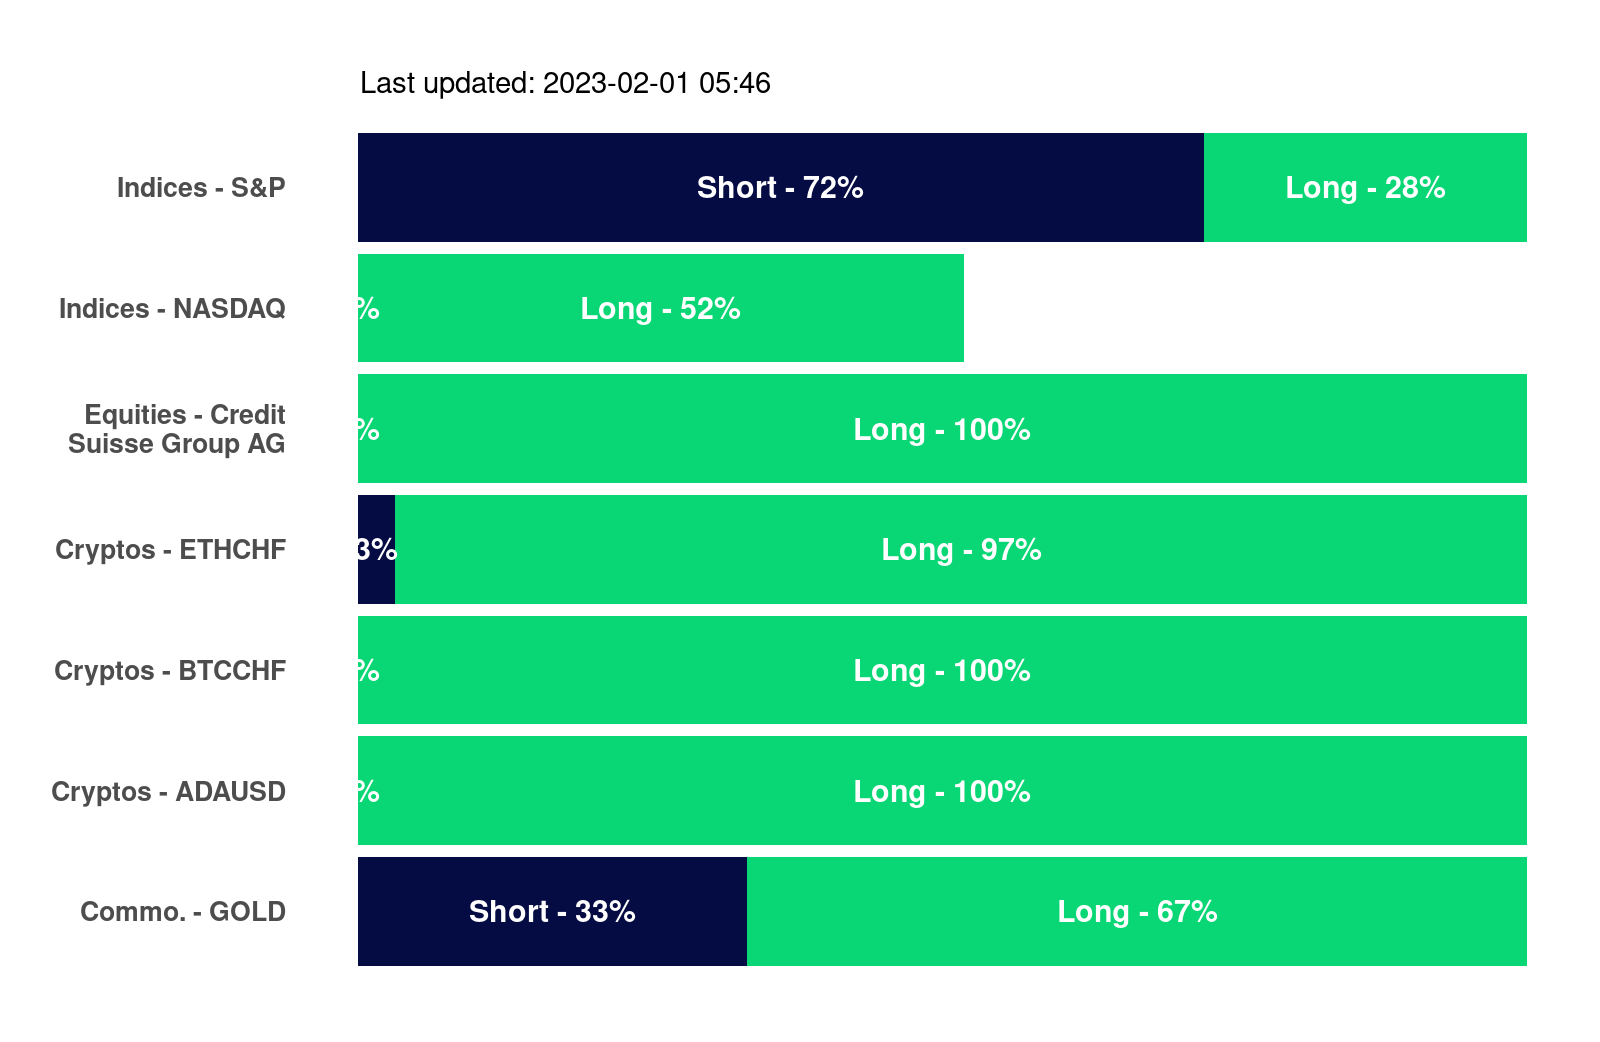 Last updated: 2023-02-01 05:46
Indices - S&P
Short - 72%
Long - 28%
Indices - NASDAQ
%
Long - 52%
Equities - Credit
Suisse Group AG
%
Long - 100%
Cryptos - ETHCHF
3%
Long - 97%
Cryptos - BTCCHF
%
Long - 100%
Cryptos - ADAUSD
%
Long - 100%
Commo. - GOLD
Short - 33%
Long - 67%